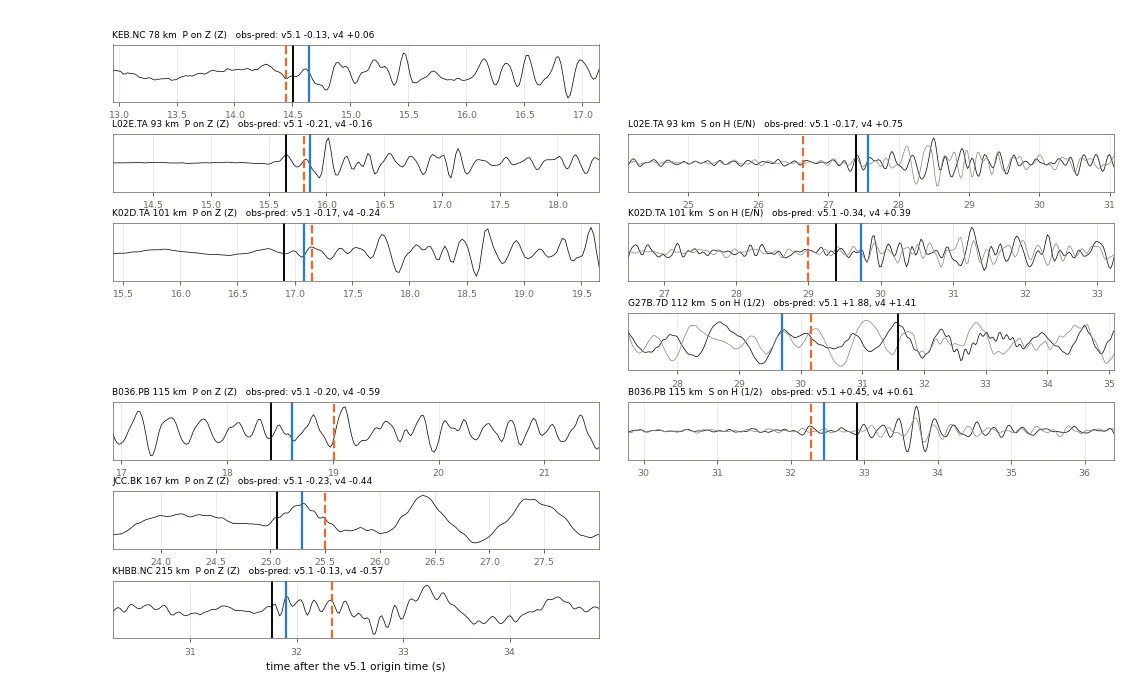 KEB.NC 78 km P on Z (Z) obs-pred: v5.1 -0.13, v4 +0.06
13.0 13.5 14.0 14.5 15.0 15.5 16.0 16.5 17.0
L02E.TA 93 km P on Z (Z) obs-pred: v5.1 -0.21, v4 -0.16
14.5 15.0 15.5 16.0 16.5 17.0 17.5 18.0
L02E.TA 93 km S on H (E/N) obs-pred: v5.1 -0.17, v4 +0.75
25 26 27 28 29 30 31
K02D.TA 101 km P on Z (Z) obs-pred: v5.1 -0.17, v4 -0.24
15.5 16.0 16.5 17.0 17.5 18.0 18.5 19.0 19.5
K02D.TA 101 km S on H (E/N) obs-pred: v5.1 -0.34, v4 +0.39
27 28 29 30 31 32 33
G27B.7D 112 km S on H (1/2) obs-pred: v5.1 +1.88, v4 +1.41
28 29 30 31 32 33 34 35
B036.PB 115 km P on Z (Z) obs-pred: v5.1 -0.20, v4 -0.59
17 18 19 20 21
B036.PB 115 km S on H (1/2) obs-pred: v5.1 +0.45, v4 +0.61
30 31 32 33 34 35 36
JCC.BK 167 km P on Z (Z) obs-pred: v5.1 -0.23, v4 -0.44
24.0 24.5 25.0 25.5 26.0 26.5 27.0 27.5
KHBB.NC 215 km P on Z (Z) obs-pred: v5.1 -0.13, v4 -0.57
31 32 33 34
time after the v5.1 origin time (s)